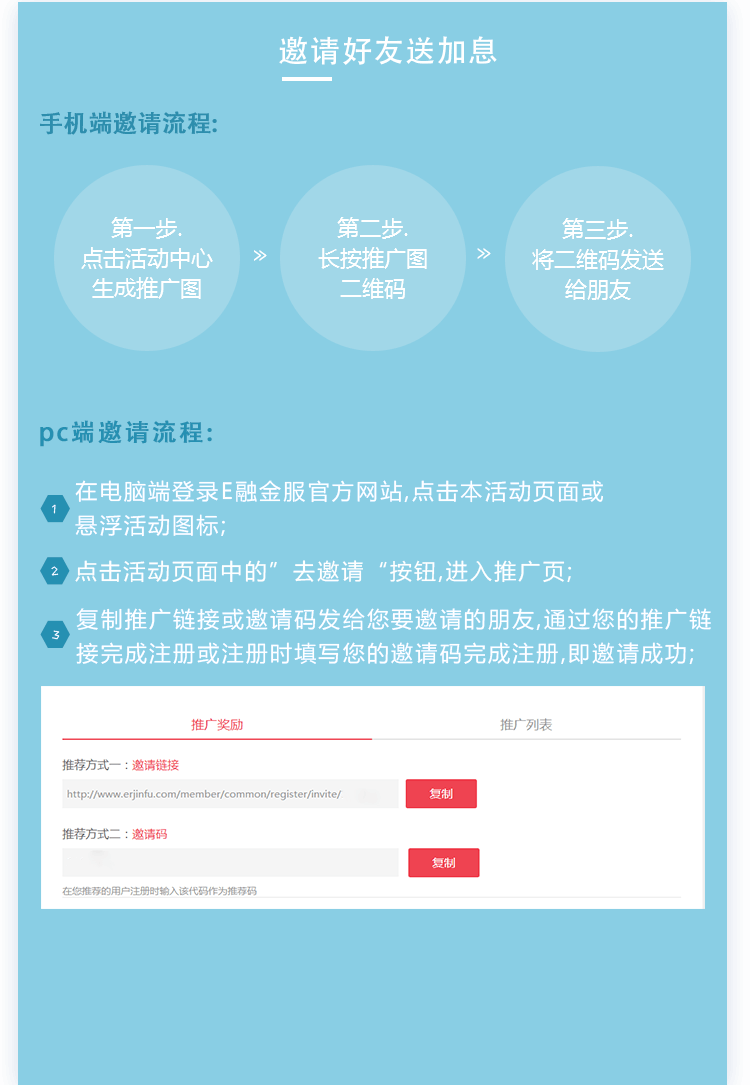 邀请好友送加息
手机端邀请流程:
第一步.
点击活动中心
生成推广图
»
第二步.
长按推广图
二维码
»
第三步.
将二维码发送
给朋友
pc端邀请流程:
1
在电脑端登录E融金服官方网站,点击本活动页面或
悬浮活动图标;
2
点击活动页面中的”去邀请“按钮,进入推广页;
3
复制推广链接或邀请码发给您要邀请的朋友,通过您的推广链
接完成注册或注册时填写您的邀请码完成注册,即邀请成功;
推广奖励 推广列表
推荐方式一：邀请链接
http://www.erjinfu.com/member/common/register/invite/ 复制
推荐方式二：邀请码
复制
在您推荐的用户注册时输入该代码作为推荐码